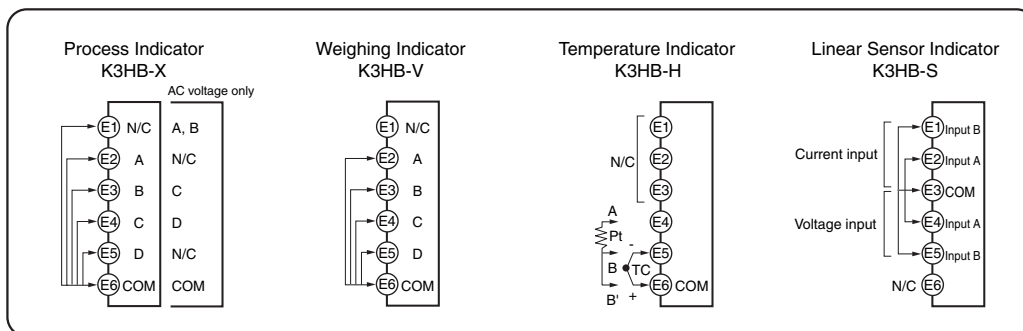 Process Indicator
K3HB-X
AC voltage only
E1 N/C A, B
E2 A N/C
E3 B C
E4 C D
E5 D N/C
E6 COM COM
Weighing Indicator
K3HB-V
E1 N/C
E2 A
E3 B
E4 C
E5 D
E6 COM
Temperature Indicator
K3HB-H
E1
N/C E2
E3
A E4
Pt
B - TC E5
B' + E6 COM
Linear Sensor Indicator
K3HB-S
E1 Input B
Current input
E2 Input A
E3 COM
Voltage input
E4 Input A
E5 Input B
N/C E6